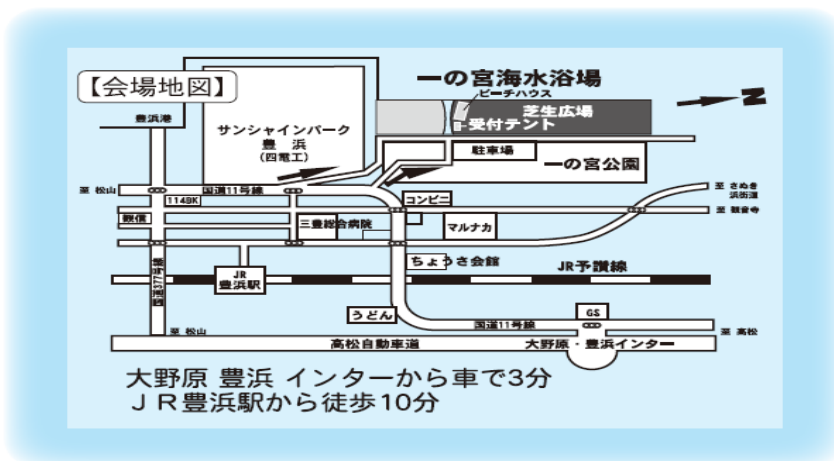 【会場地図】
一の宮海水浴場
ビーチハウス
芝生広場
受付テント
N
豊浜港
サンシャインパーク
豊 浜
(四電工)
駐車場
一の宮公園
至 松山
国道11号線
至 さぬき
浜街道
114BK
コンビニ
至 観音寺
観信
三豊総合病院
マルナカ
国道377号線
ちょうさ会館
JR予讃線
JR
豊浜駅
うどん
GS
国道11号線
至 松山
至 高松
高松自動車道
大野原・豊浜インター
大野原 豊浜 インターから車で3分
JR豊浜駅から徒歩10分